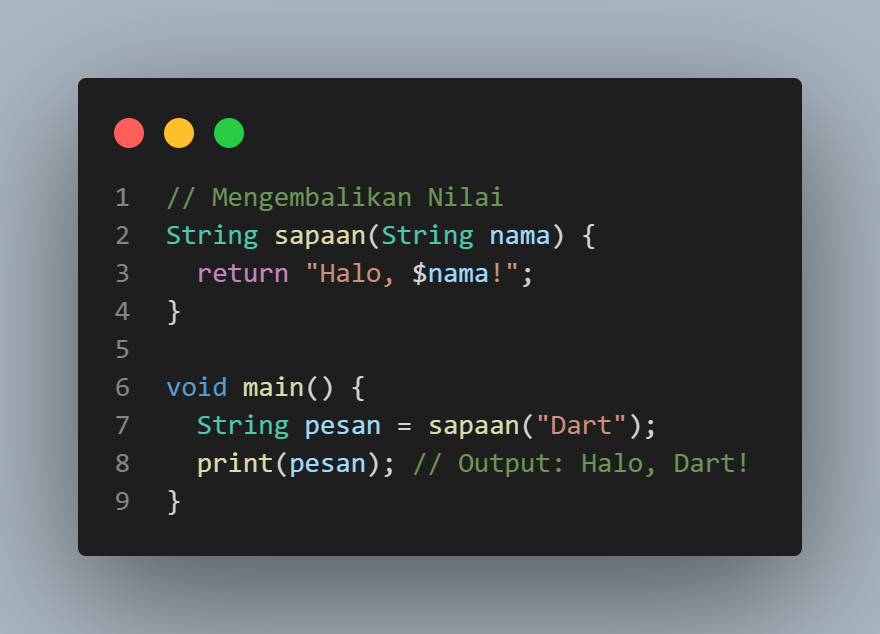 1 // Mengembalikan Nilai
2 String sapaan(String nama) {
3   return "Halo, $nama!";
4 }
5
6 void main() {
7   String pesan = sapaan("Dart");
8   print(pesan); // Output: Halo, Dart!
9 }